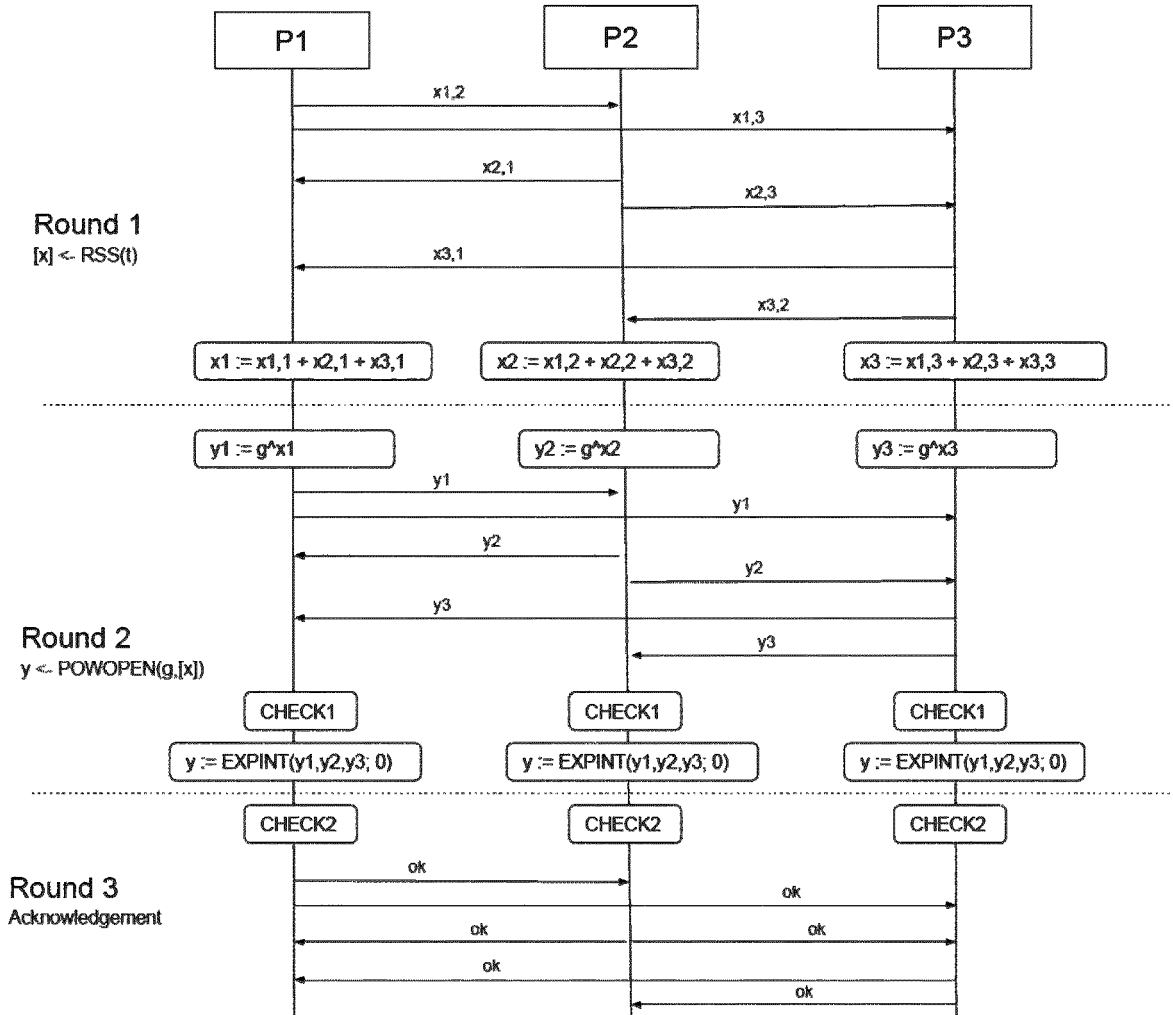 P1
P2
P3
x1,2
x1,3
x2,1
x2,3
Round 1
[x] <- RSS(t)
x3,1
x3,2
x1 := x1,1 + x2,1 + x3,1
x2 := x1,2 + x2,2 + x3,2
x3 := x1,3 + x2,3 + x3,3
y1 := g^x1
y2 := g^x2
y3 := g^x3
y1
y1
y2
y2
y3
Round 2
y <- POWOPEN(g,[x])
y3
CHECK1
CHECK1
CHECK1
y := EXPINT(y1,y2,y3; 0)
y := EXPINT(y1,y2,y3; 0)
y := EXPINT(y1,y2,y3; 0)
CHECK2
CHECK2
CHECK2
ok
Round 3
Acknowledgement
ok
ok
ok
ok
ok